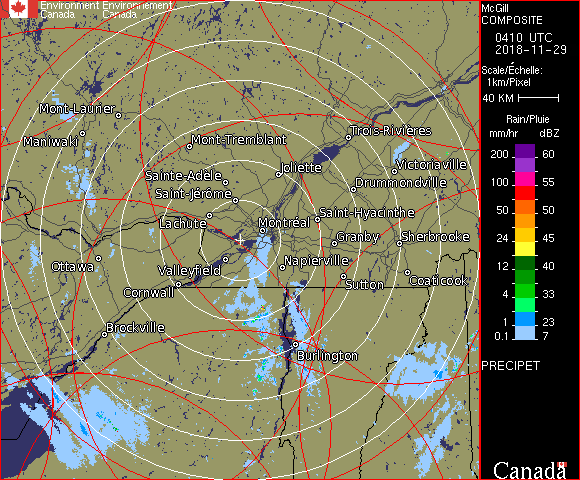 Environment Environnement
Canada Canada
Mont-Laurier
Maniwaki
Mont-Tremblant
Trois-Rivières
Victoriaville
Joliette
Sainte-Adèle
Drummondville
Saint-Jérôme
Saint-Hyacinthe
Lachute
Montréal
Granby
Sherbrooke
Ottawa
Valleyfield
Napierville
Cornwall
Sutton
Coaticook
Brockville
Burlington
McGill
COMPOSITE
0410 UTC
2018-11-29
Scale/Échelle:
1km/Pixel
40 KM
Rain/Pluie
mm/hr dBZ
200 60
150 55
100 55
50 50
24 45
12 40
4 33
1 23
0.1 7
PRECIPET
Canada